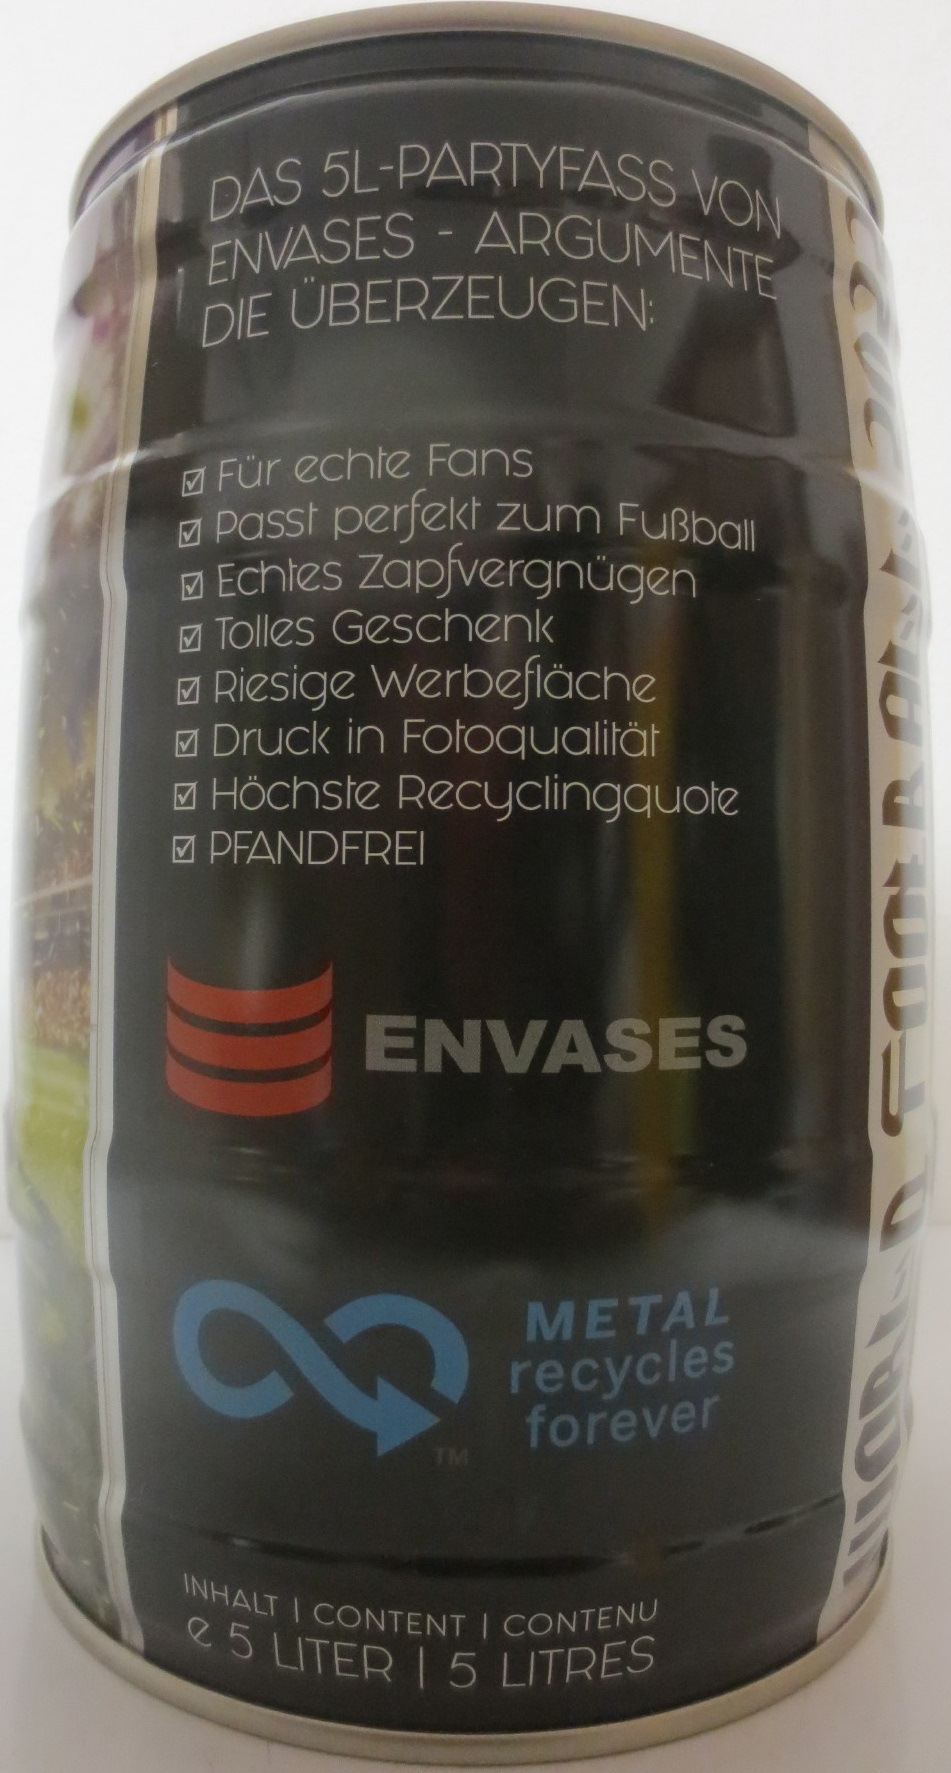 DAS 5L-PARTYFASS VON
ENVASES - ARGUMENTE
DIE ÜBERZEUGEN:
☑ Für echte Fans
☑ Passt perfekt zum Fußball
☑ Echtes Zapfvergnügen
☑ Tolles Geschenk
☑ Riesige Werbefläche
☑ Druck in Fotoqualität
☑ Höchste Recyclingquote
☑ PFANDFREI
ENVASES
METAL
recycles
forever
TM
INHALT | CONTENT | CONTENU
e 5 LITER | 5 LITRES